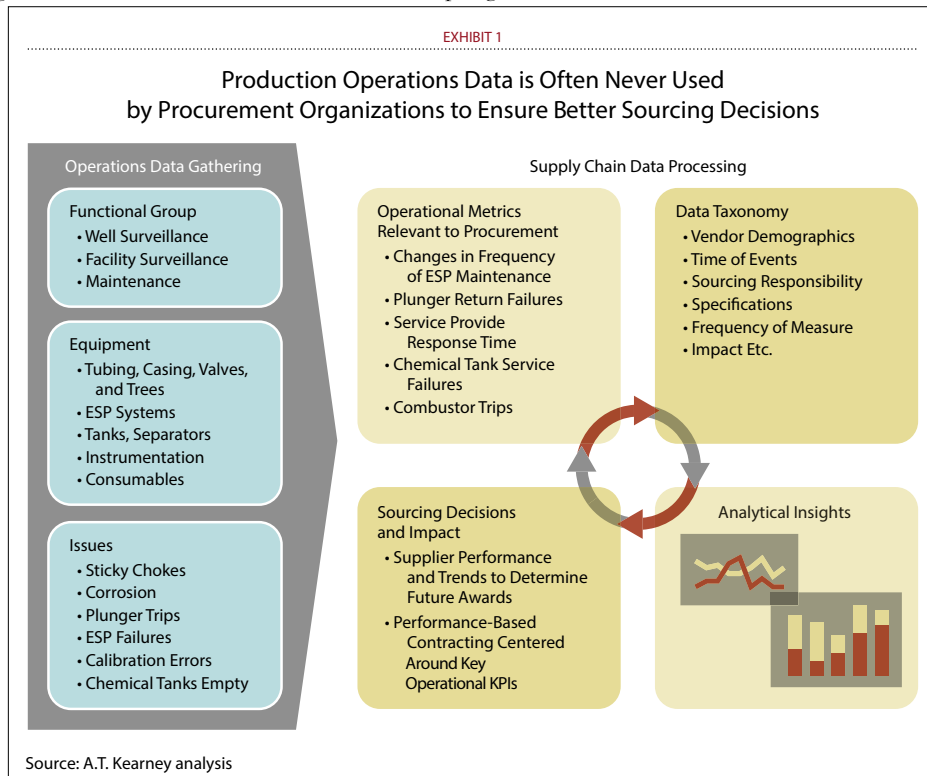 EXHIBIT 1
Production Operations Data is Often Never Used
by Procurement Organizations to Ensure Better Sourcing Decisions
Operations Data Gathering
Functional Group
• Well Surveillance
• Facility Surveillance
• Maintenance
Equipment
• Tubing, Casing, Valves,
and Trees
• ESP Systems
• Tanks, Separators
• Instrumentation
• Consumables
Issues
• Sticky Chokes
• Corrosion
• Plunger Trips
• ESP Failures
• Calibration Errors
• Chemical Tanks Empty
Supply Chain Data Processing
Operational Metrics
Relevant to Procurement
• Changes in Frequency
of ESP Maintenance
• Plunger Return Failures
• Service Provide
Response Time
• Chemical Tank Service
Failures
• Combustor Trips
Data Taxonomy
• Vendor Demographics
• Time of Events
• Sourcing Responsibility
• Specifications
• Frequency of Measure
• Impact Etc.
Sourcing Decisions
and Impact
• Supplier Performance
and Trends to Determine
Future Awards
• Performance-Based
Contracting Centered
Around Key
Operational KPIs
Analytical Insights
Source: A.T. Kearney analysis